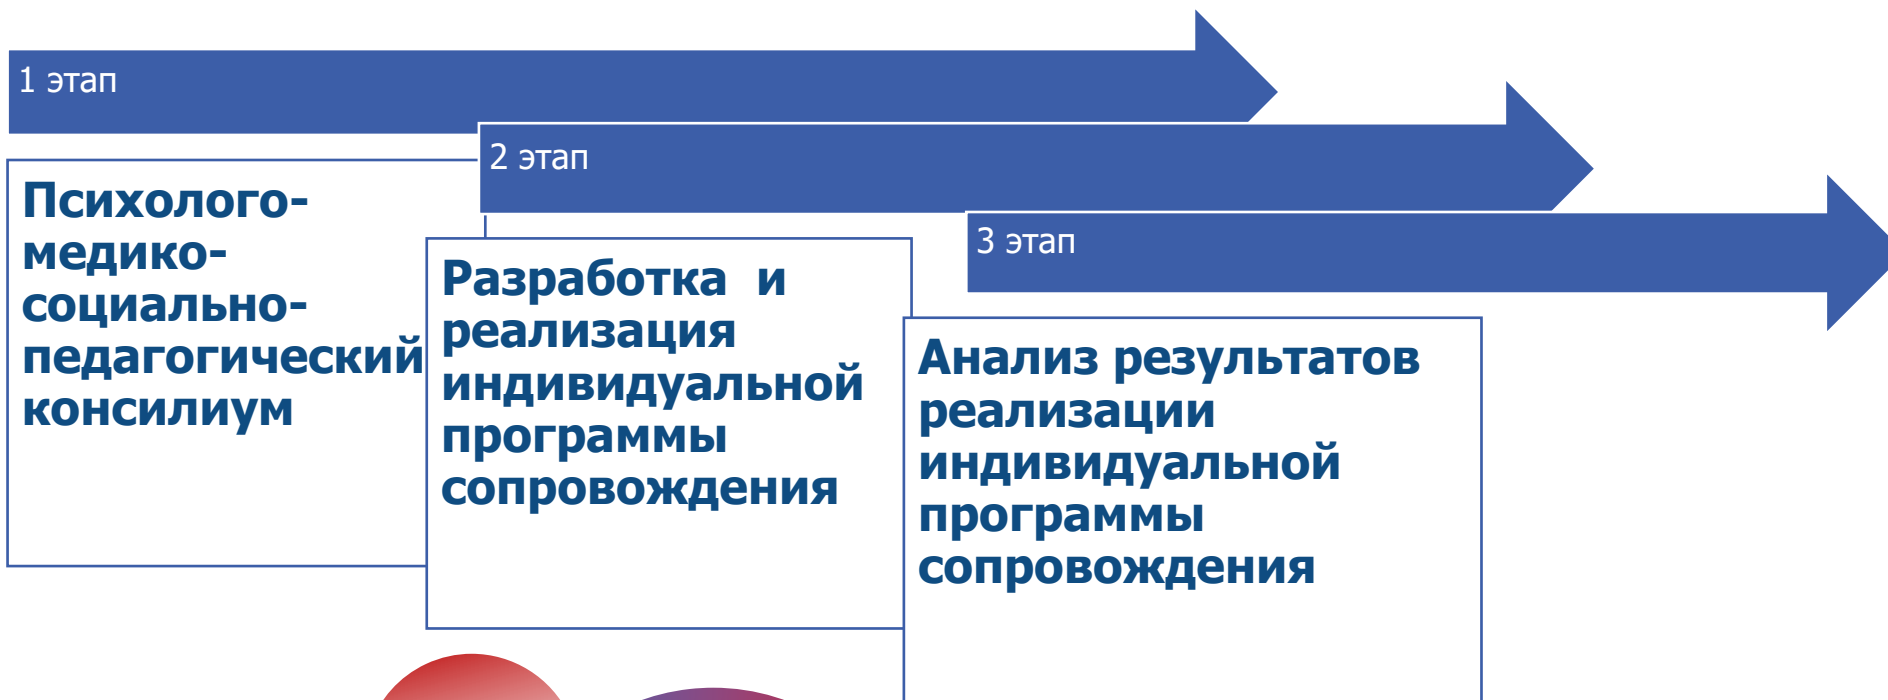 1 этап
Психолого-
медико-
социально-
педагогический
консилиум
2 этап
Разработка и
реализация
индивидуальной
программы
сопровождения
3 этап
Анализ результатов
реализации
индивидуальной
программы
сопровождения